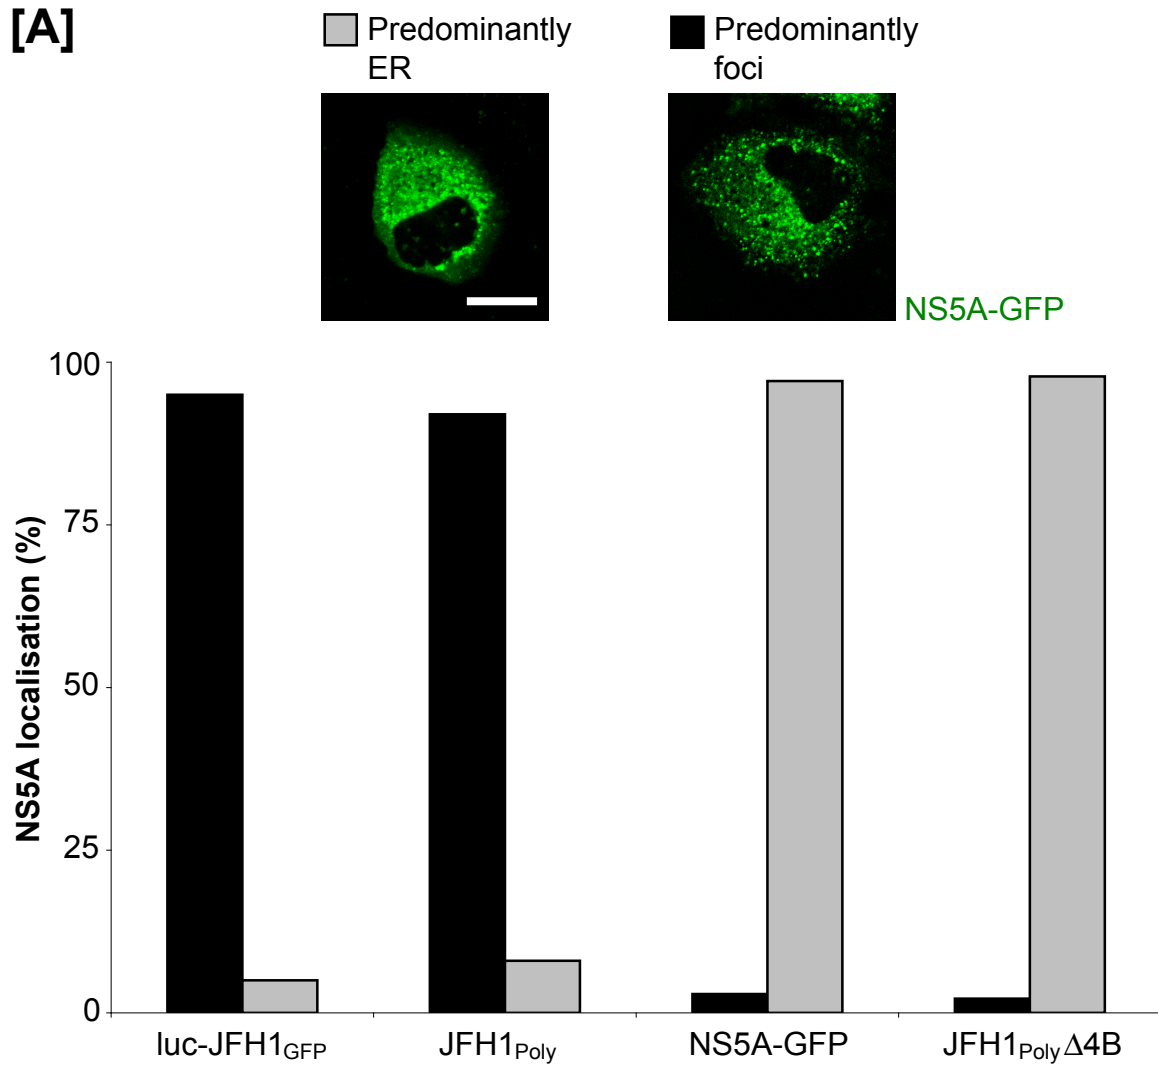 [A]
Predominantly
ER
Predominantly
foci
NS5A-GFP
NS5A localisation (%)
100
75
50
25
0
luc-JFH1GFP
JFH1Poly
NS5A-GFP
JFH1PolyΔ4B